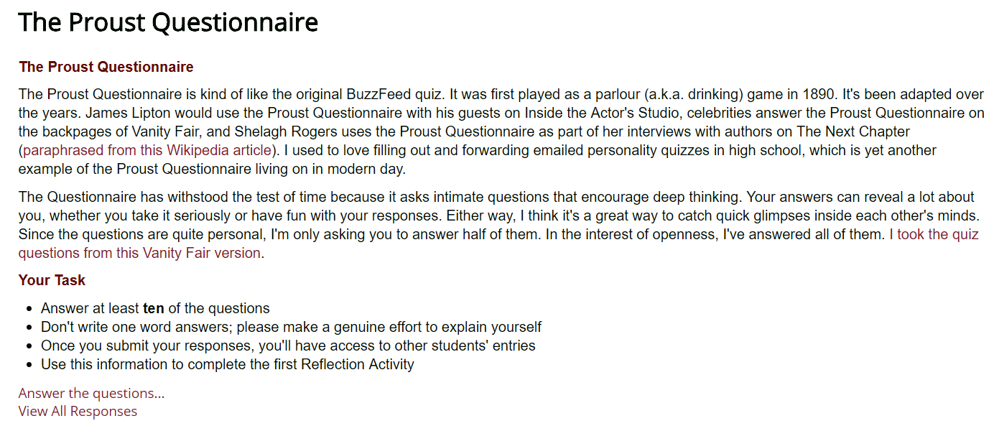 The Proust Questionnaire
The Proust Questionnaire
The Proust Questionnaire is kind of like the original BuzzFeed quiz. It was first played as a parlour (a.k.a. drinking) game in 1890. It's been adapted over
the years. James Lipton would use the Proust Questionnaire with his guests on Inside the Actor's Studio, celebrities answer the Proust Questionnaire on
the backpages of Vanity Fair, and Shelagh Rogers uses the Proust Questionnaire as part of her interviews with authors on The Next Chapter
(paraphrased from this Wikipedia article). I used to love filling out and forwarding emailed personality quizzes in high school, which is yet another
example of the Proust Questionnaire living on in modern day.
The Questionnaire has withstood the test of time because it asks intimate questions that encourage deep thinking. Your answers can reveal a lot about
you, whether you take it seriously or have fun with your responses. Either way, I think it's a great way to catch quick glimpses inside each other's minds.
Since the questions are quite personal, I'm only asking you to answer half of them. In the interest of openness, I've answered all of them. I took the quiz
questions from this Vanity Fair version.
Your Task
• Answer at least ten of the questions
• Don't write one word answers; please make a genuine effort to explain yourself
• Once you submit your responses, you'll have access to other students' entries
• Use this information to complete the first Reflection Activity
Answer the questions...
View All Responses